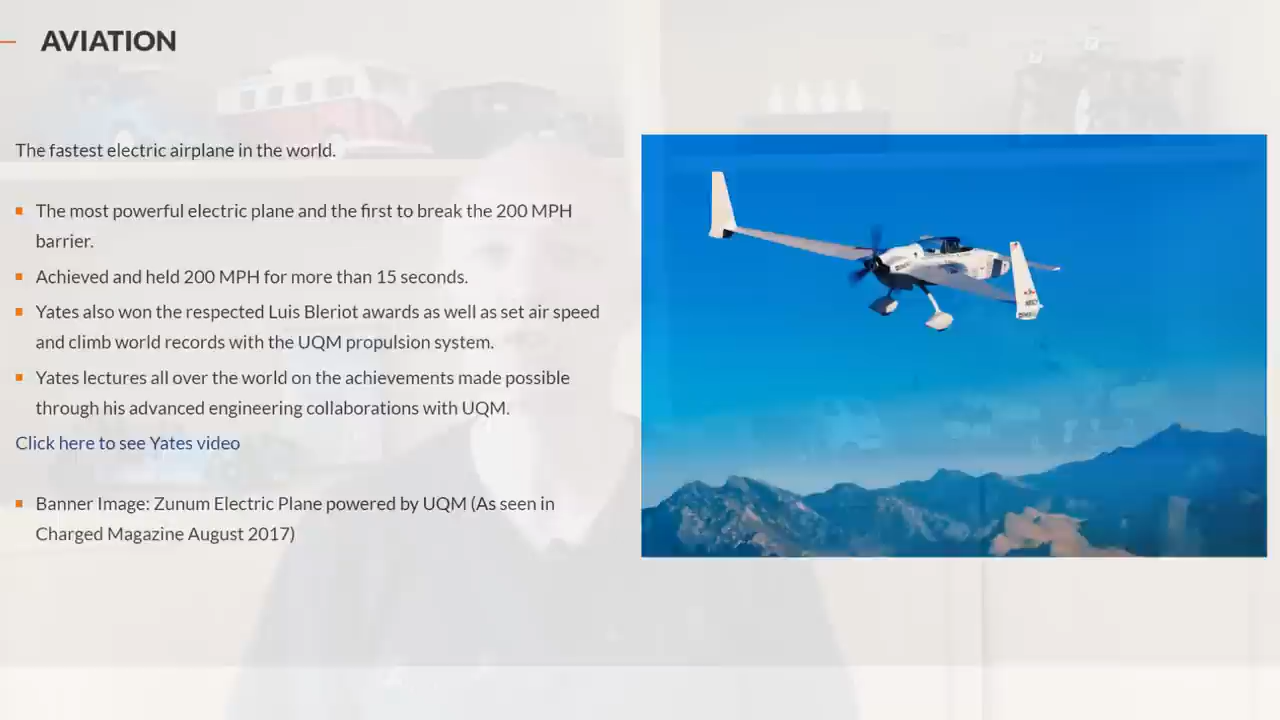 AVIATION
The fastest electric airplane in the world.
The most powerful electric plane and the first to break the 200 MPH
barrier.
Achieved and held 200 MPH for more than 15 seconds.
Yates also won the respected Luis Bleriot awards as well as set air speed
and climb world records with the UQM propulsion system.
Yates lectures all over the world on the achievements made possible
through his advanced engineering collaborations with UQM.
Click here to see Yates video
Banner Image: Zunum Electric Plane powered by UQM (As seen in
Charged Magazine August 2017)